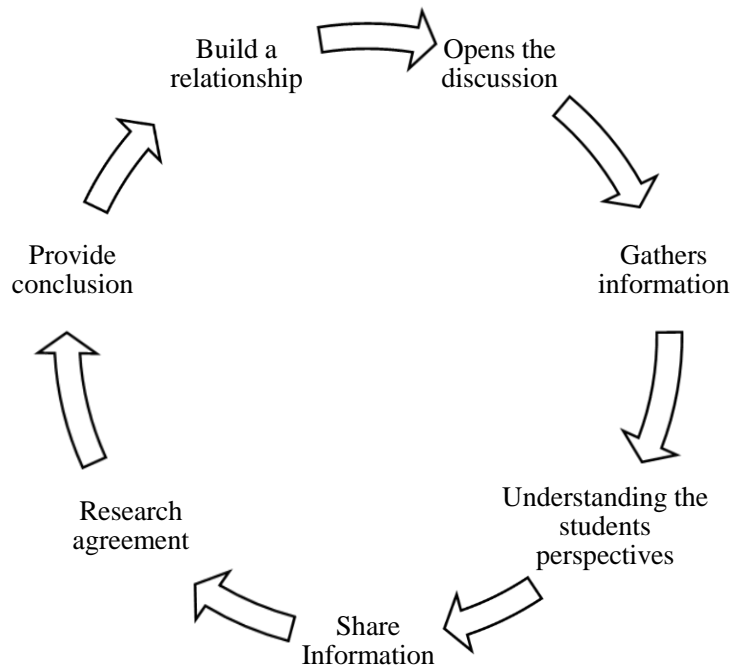 Build a
relationship
Opens the
discussion
Gathers
information
Understanding the
students
perspectives
Share
Information
Research
agreement
Provide
conclusion